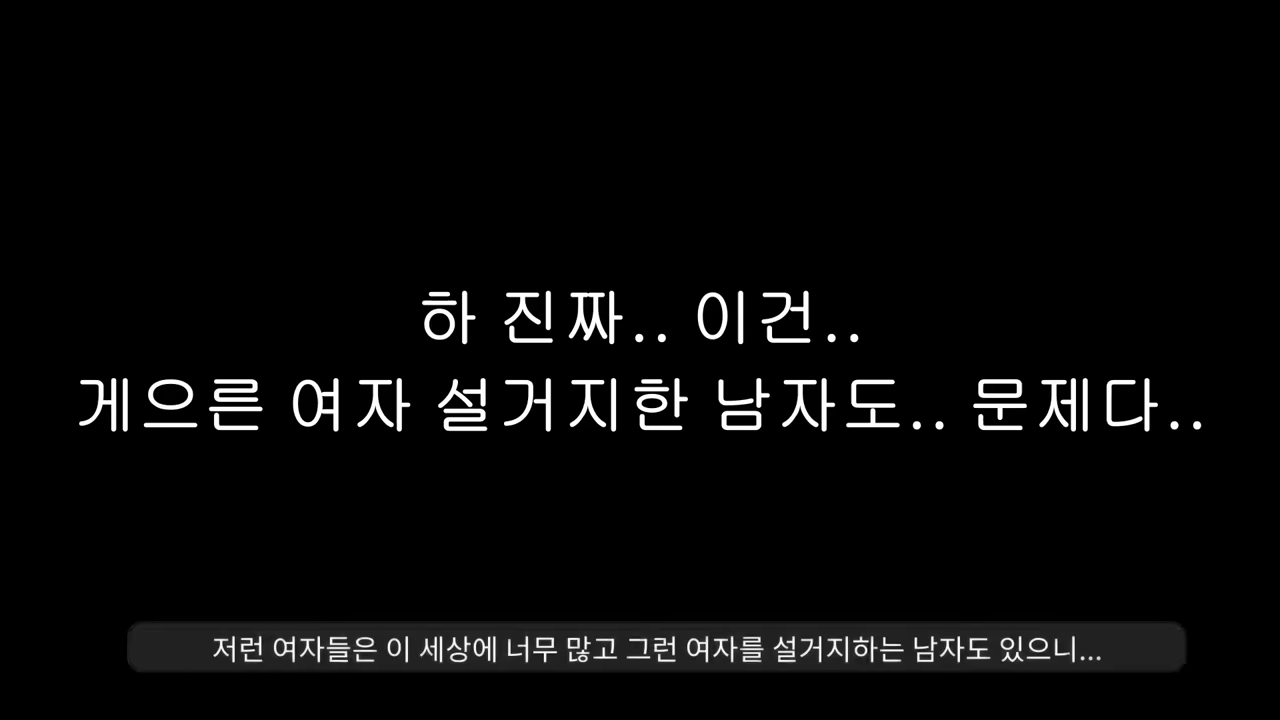 하 진짜.. 이건..
게으른 여자 설거지한 남자도.. 문제다..
저런 여자들은 이 세상에 너무 많고 그런 여자를 설거지하는 남자도 있으니...